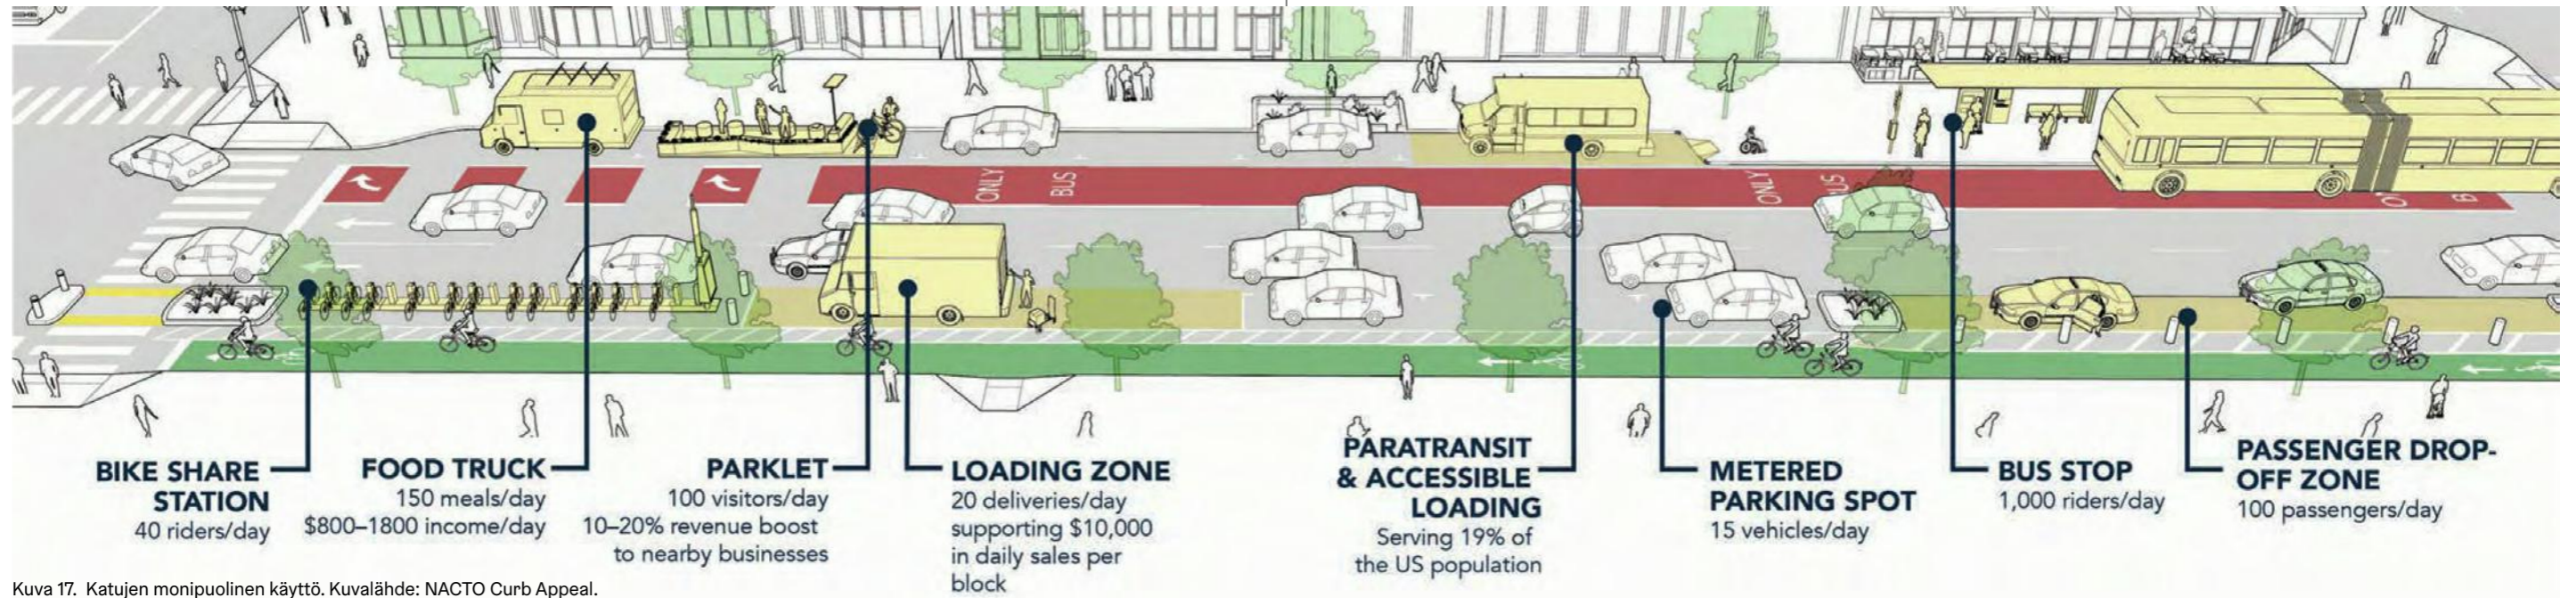 ONLY
BUS
ONLY
BUS
BIKE SHARE
STATION
40 riders/day
FOOD TRUCK
150 meals/day
$800–1800 income/day
PARKLET
100 visitors/day
10–20% revenue boost
to nearby businesses
LOADING ZONE
20 deliveries/day
supporting $10,000
in daily sales per
block
PARATRANSIT
& ACCESSIBLE
LOADING
Serving 19% of
the US population
METERED
PARKING SPOT
15 vehicles/day
BUS STOP
1,000 riders/day
PASSENGER DROP-
OFF ZONE
100 passengers/day
Kuva 17. Katujen monipuolinen käyttö. Kuvalähde: NACTO Curb Appeal.